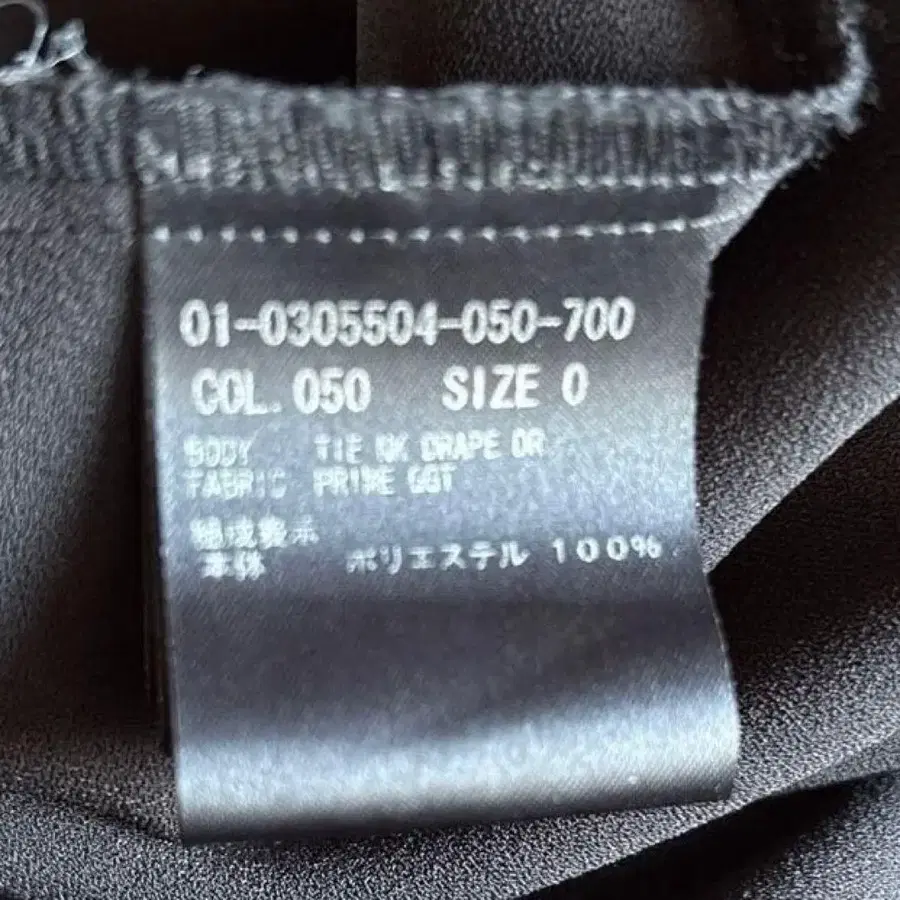 01-0305504-050-700
COL. 050 SIZE 0
BODY TIE NK DRAPE DR
FABRIC PRIME GGT
組成表示
本体 ポリエステル 100%